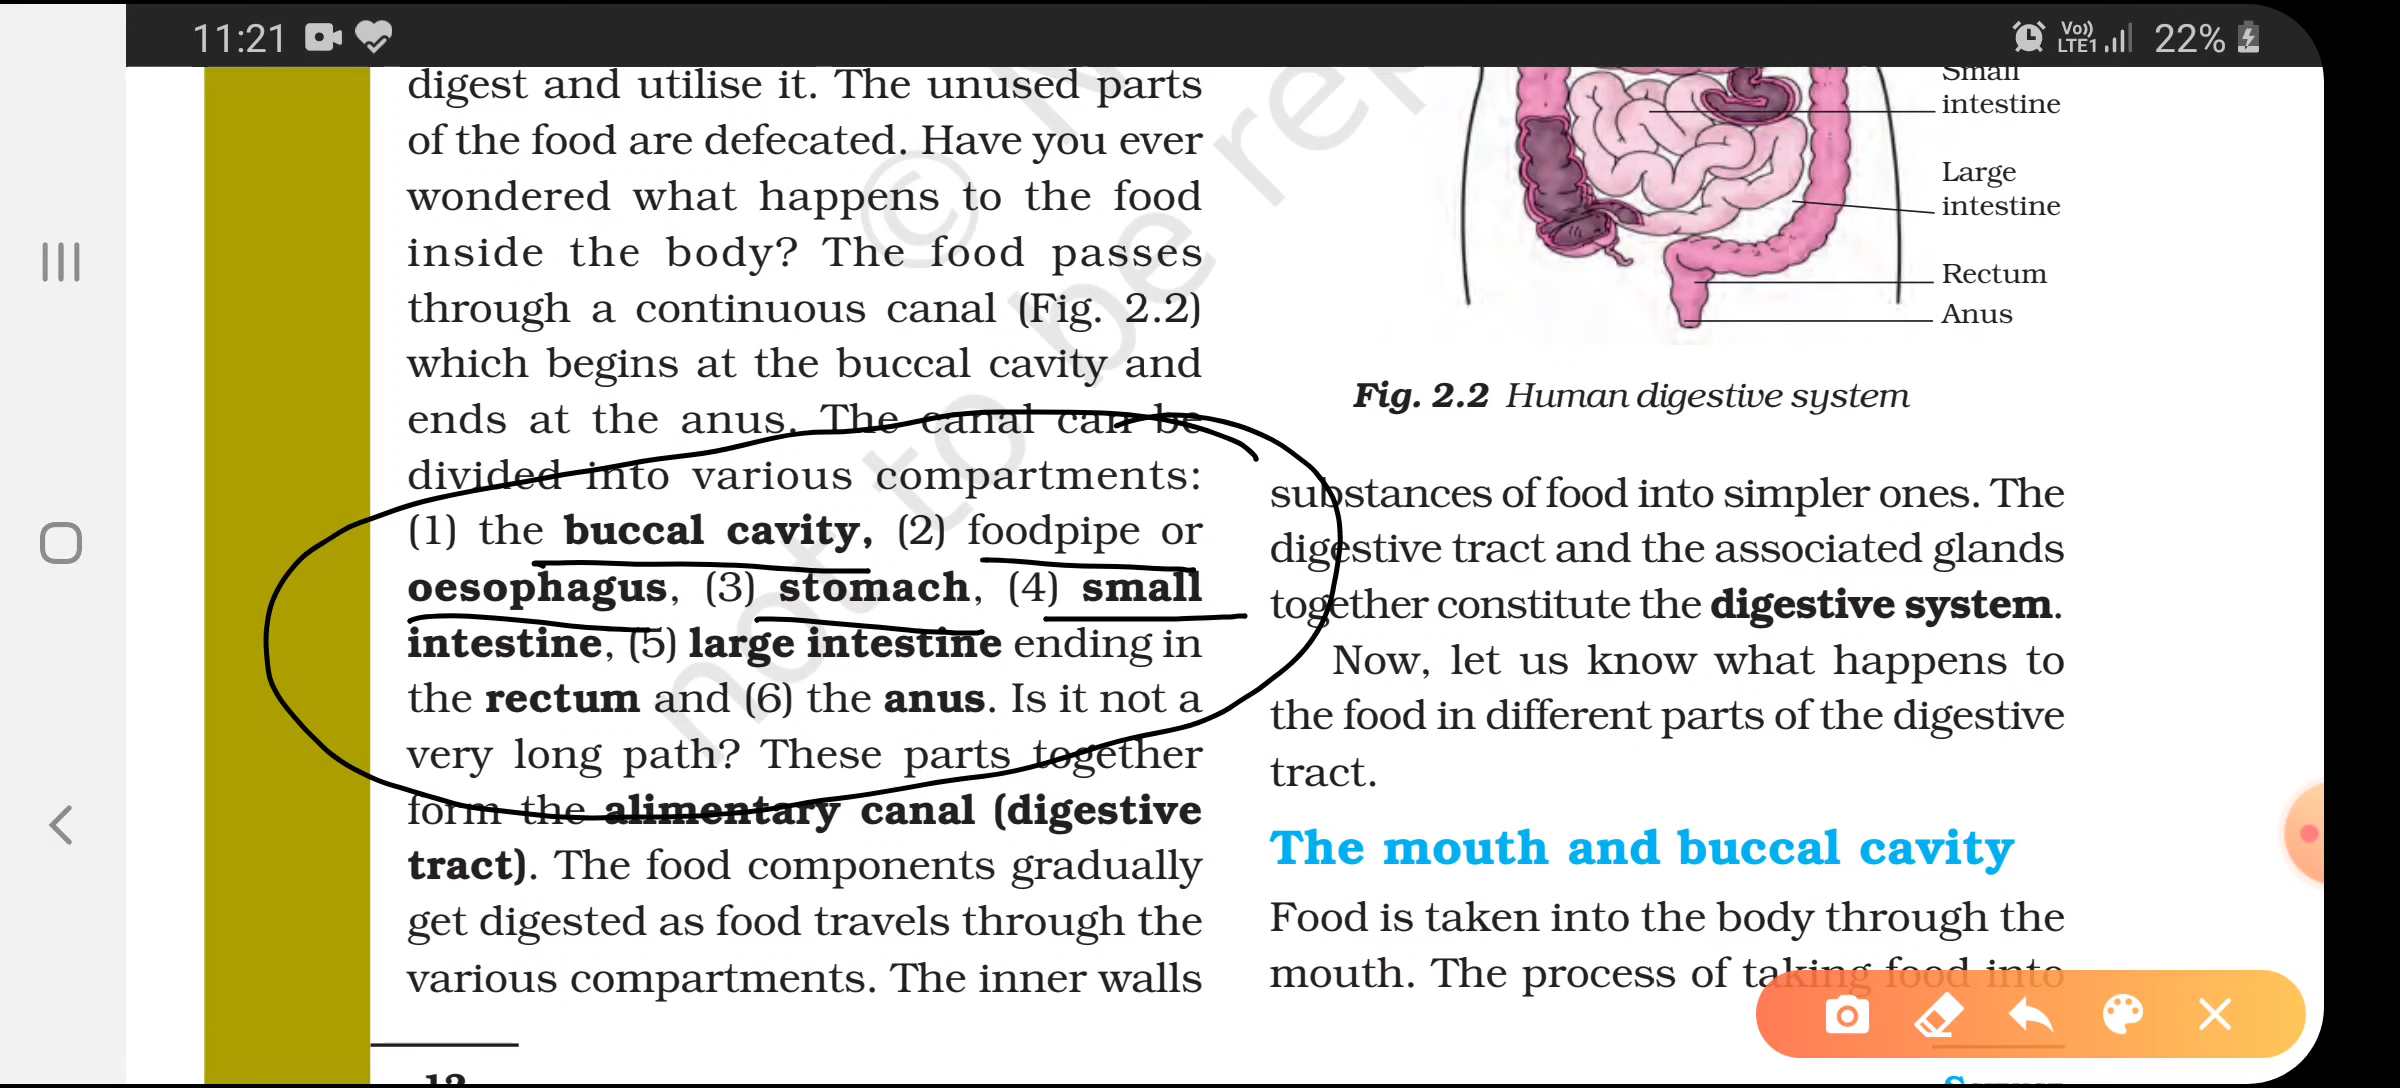 11:21
Vo)) LTE1 22%
digest and utilise it. The unused parts
of the food are defecated. Have you ever
wondered what happens to the food
inside the body? The food passes
through a continuous canal (Fig. 2.2)
which begins at the buccal cavity and
ends at the anus. The canal can be
divided into various compartments:
(1) the buccal cavity, (2) foodpipe or
oesophagus, (3) stomach, (4) small
intestine, (5) large intestine ending in
the rectum and (6) the anus. Is it not a
very long path? These parts together
form the alimentary canal (digestive
tract). The food components gradually
get digested as food travels through the
various compartments. The inner walls
Small
intestine
Large
intestine
Rectum
Anus
Fig. 2.2 Human digestive system
substances of food into simpler ones. The
digestive tract and the associated glands
together constitute the digestive system.
Now, let us know what happens to
the food in different parts of the digestive
tract.
The mouth and buccal cavity
Food is taken into the body through the
mouth. The process of taking food into
© N
not to be rep